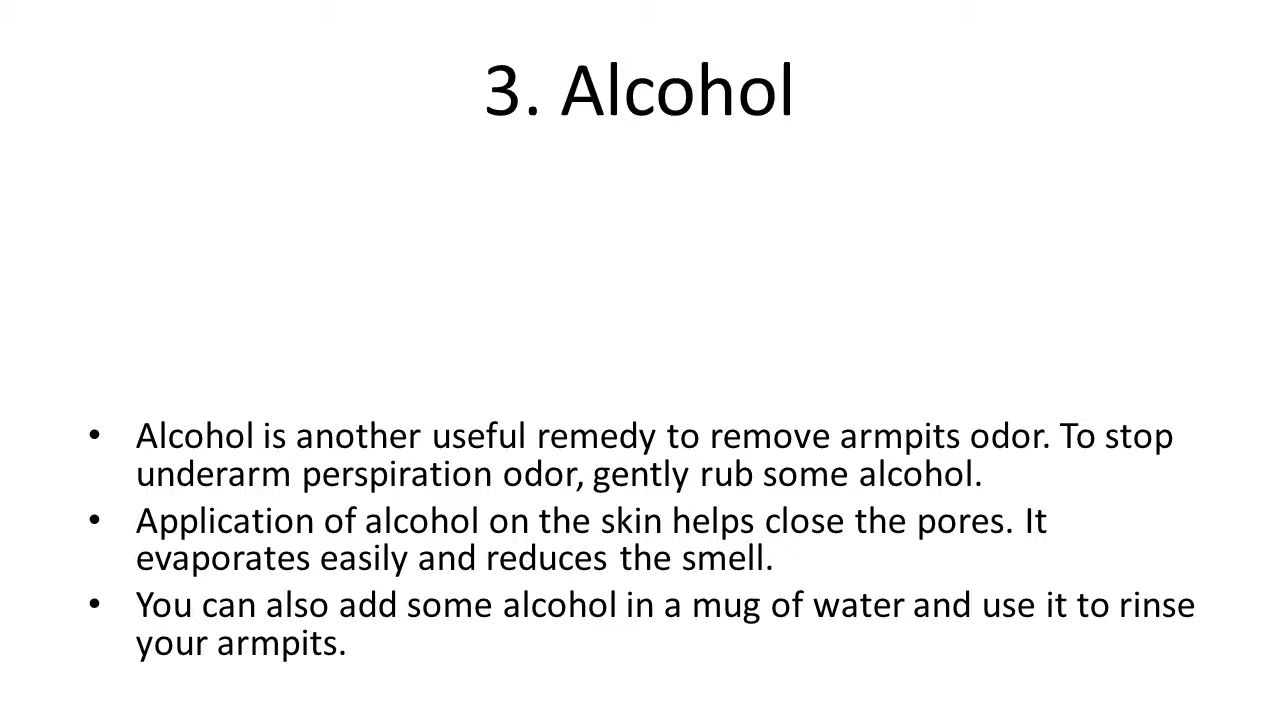 3. Alcohol
• Alcohol is another useful remedy to remove armpits odor. To stop
underarm perspiration odor, gently rub some alcohol.
• Application of alcohol on the skin helps close the pores. It
evaporates easily and reduces the smell.
• You can also add some alcohol in a mug of water and use it to rinse
your armpits.